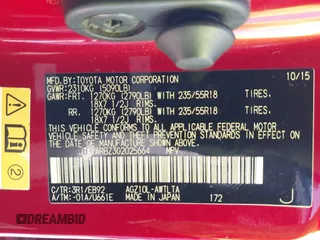 MFD.BY:TOYOTA MOTOR CORPORATION 10/15
GVWR:2310KG (5090LB)
GAWR:FRT. 1270KG (2790LB) WITH 235/55R18 TIRES,
18X7 1/2J RIMS,
RR. 1270KG (2790LB) WITH 235/55R18 TIRES,
18X7 1/2J RIMS,
THIS VEHICLE CONFORMS TO ALL APPLICABLE FEDERAL
MOTOR VEHICLE SAFETY, BUMPER, AND THEFT
PREVENTION STANDARDS IN EFFECT ON THE DATE OF
MANUFACTURE SHOWN ABOVE.
ARBZ302025664 MPV
C/TR:3R1/EB92 AGZ10L-AWTLTA
A/TM:-01A/U661E MADE IN JAPAN 172 J
2
DREAMBID